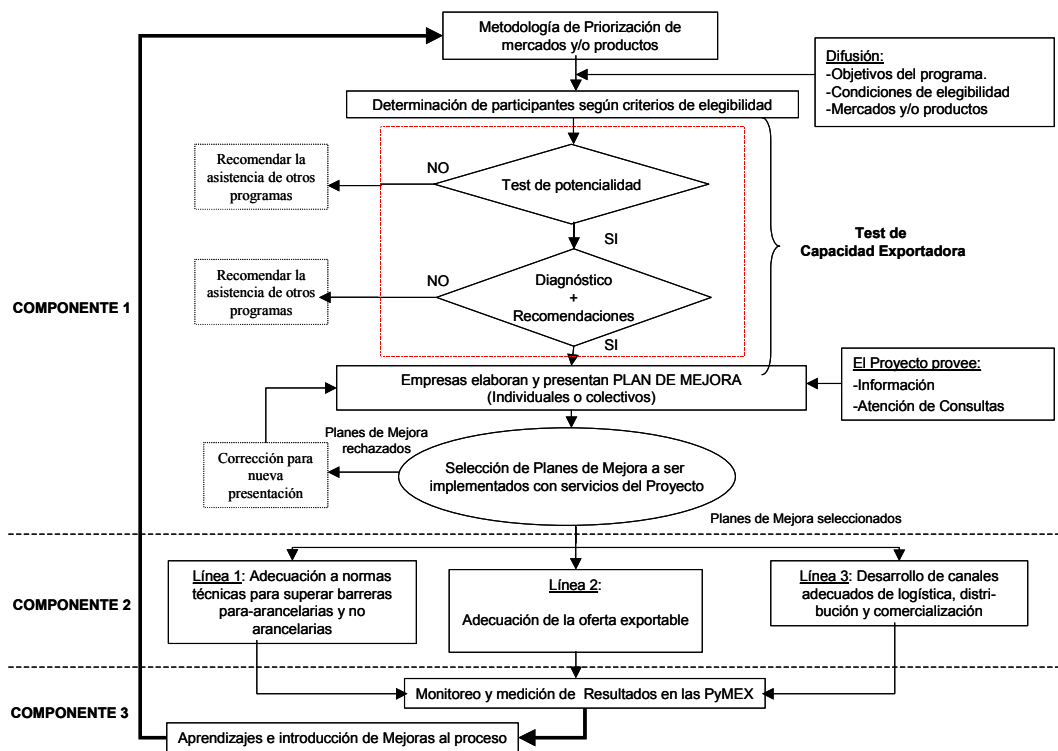 Metodología de Priorización de
mercados y/o productos
Difusión:
-Objetivos del programa.
-Condiciones de elegibilidad
-Mercados y/o productos
Determinación de participantes según criterios de elegibilidad
Recomendar la
asistencia de otros
programas
NO
Test de potencialidad
SI
Test de
Capacidad Exportadora
Recomendar la
asistencia de otros
programas
NO
Diagnóstico
+
Recomendaciones
SI
COMPONENTE 1
Empresas elaboran y presentan PLAN DE MEJORA
(Individuales o colectivos)
El Proyecto provee:
-Información
-Atención de Consultas
Planes de Mejora
rechazados
Corrección para
nueva
presentación
Selección de Planes de Mejora a ser
implementados con servicios del Proyecto
Planes de Mejora seleccionados
COMPONENTE 2
Línea 1: Adecuación a normas
técnicas para superar barreras
para-arancelarias y no
arancelarias
Línea 2:
Adecuación de la oferta exportable
Línea 3: Desarrollo de canales
adecuados de logística, distri-
bución y comercialización
COMPONENTE 3
Monitoreo y medición de Resultados en las PyMEX
Aprendizajes e introducción de Mejoras al proceso